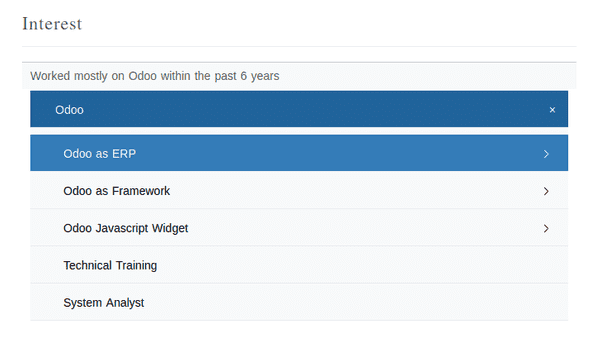 Interest
Worked mostly on Odoo within the past 6 years
Odoo ×
Odoo as ERP
Odoo as Framework
Odoo Javascript Widget
Technical Training
System Analyst